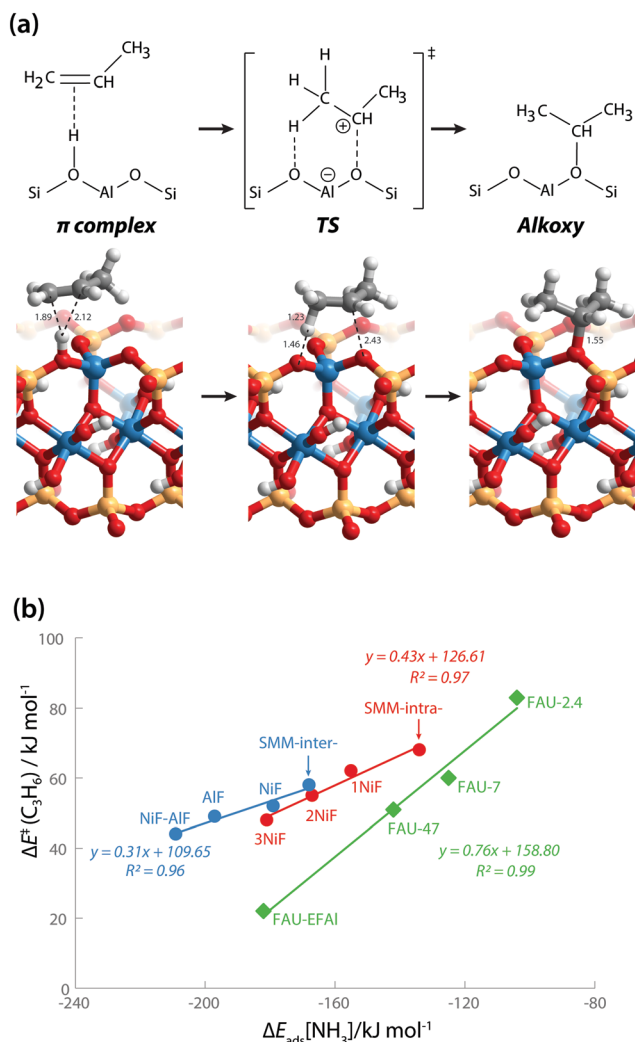 (a)
CH₃
H₂C CH
H
O O
Si Al Si
π complex
H
H C CH₃
H ⊕ CH
⊖
O O
Si Al Si
‡
TS
H₃C CH₃
CH
O O
Si Al Si
Alkoxy
1.89 2.12
1.23
1.46 2.43
1.55
(b)
100
80
60
40
20
0
ΔE‡ (C₃H₆) / kJ mol⁻¹
y = 0.43x + 126.61
R² = 0.97
SMM-intra-
FAU-2.4
SMM-inter-
AlF NiF 1NiF FAU-7
NiF-AlF 2NiF
3NiF FAU-47
y = 0.31x + 109.65
R² = 0.96
y = 0.76x + 158.80
R² = 0.99
FAU-EFAl
-240 -200 -160 -120 -80
ΔE_ads[NH₃]/kJ mol⁻¹